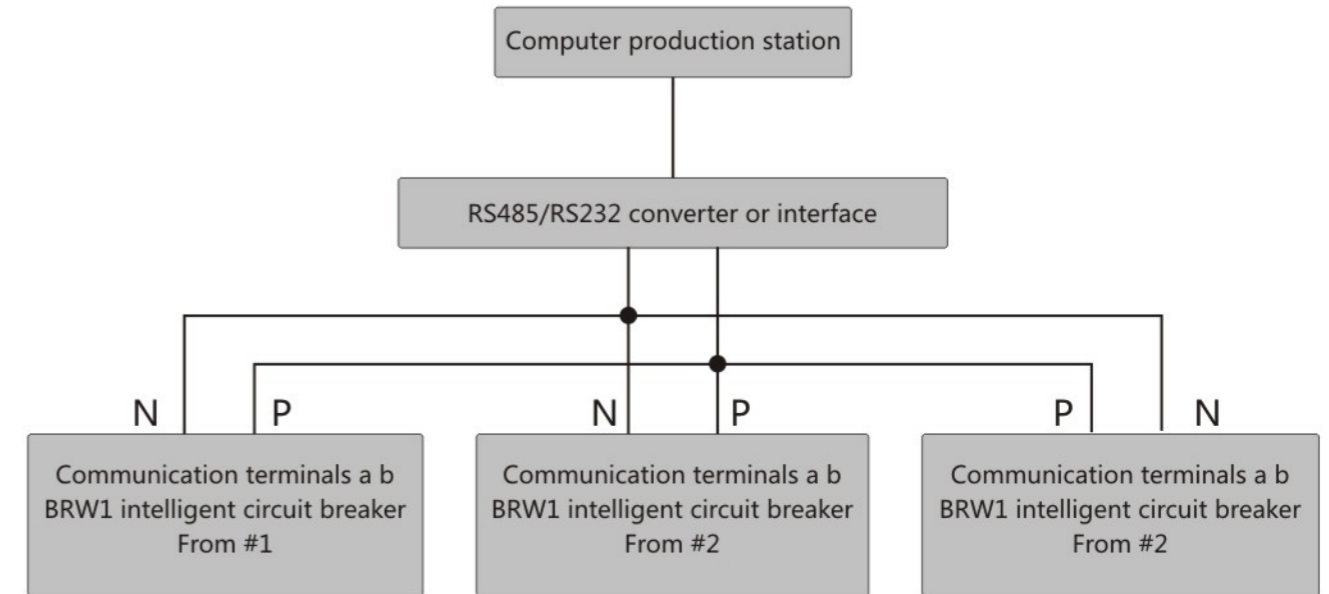 Computer production station
RS485/RS232 converter or interface
N P N P P N
Communication terminals a b
BRW1 intelligent circuit breaker
From #1
Communication terminals a b
BRW1 intelligent circuit breaker
From #2
Communication terminals a b
BRW1 intelligent circuit breaker
From #2